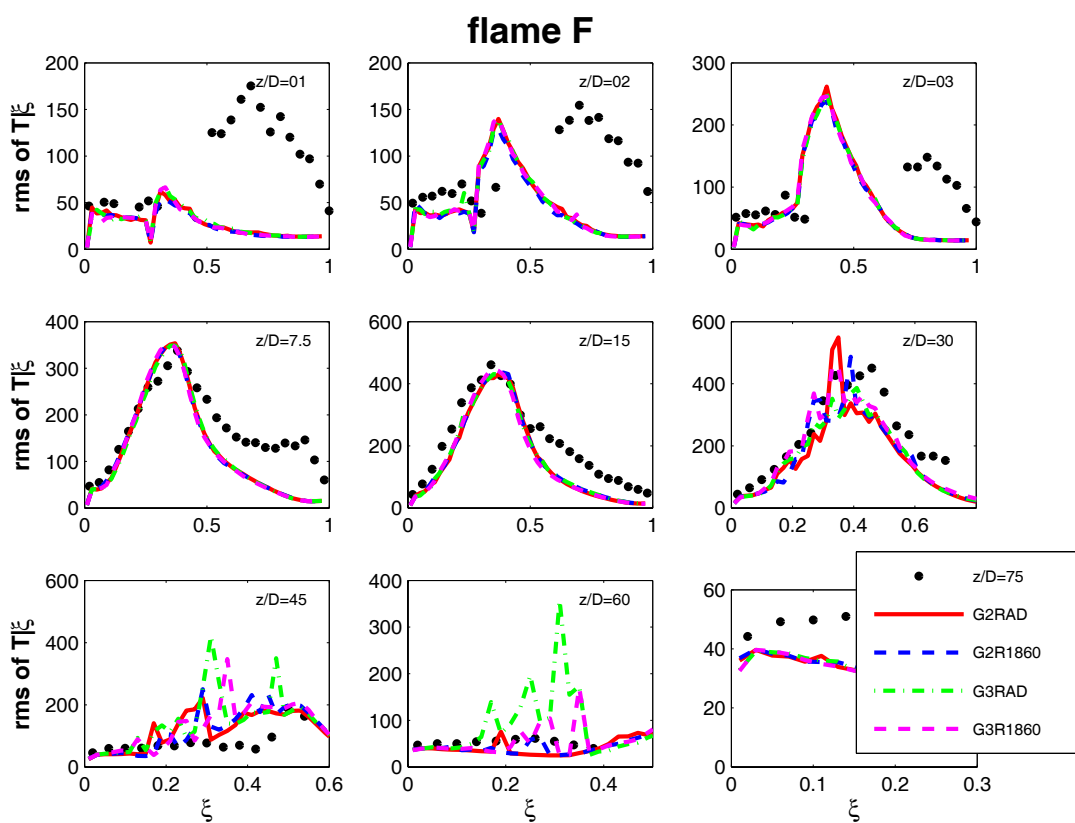 flame F
rms of T|ξ
200
150
100
50
0
0 0.5 1
z/D=01
200
150
100
50
0
0 0.5 1
z/D=02
300
200
100
0
0 0.5 1
z/D=03
rms of T|ξ
400
300
200
100
0
0 0.5 1
z/D=7.5
600
400
200
0
0 0.5 1
z/D=15
600
400
200
0
0 0.2 0.4 0.6
z/D=30
rms of T|ξ
600
400
200
0
0 0.2 0.4 0.6
ξ
z/D=45
400
300
200
100
0
0 0.2 0.4
ξ
z/D=60
60
40
20
0
0 0.1 0.2 0.3
ξ
z/D=75
G2RAD
G2R1860
G3RAD
G3R1860